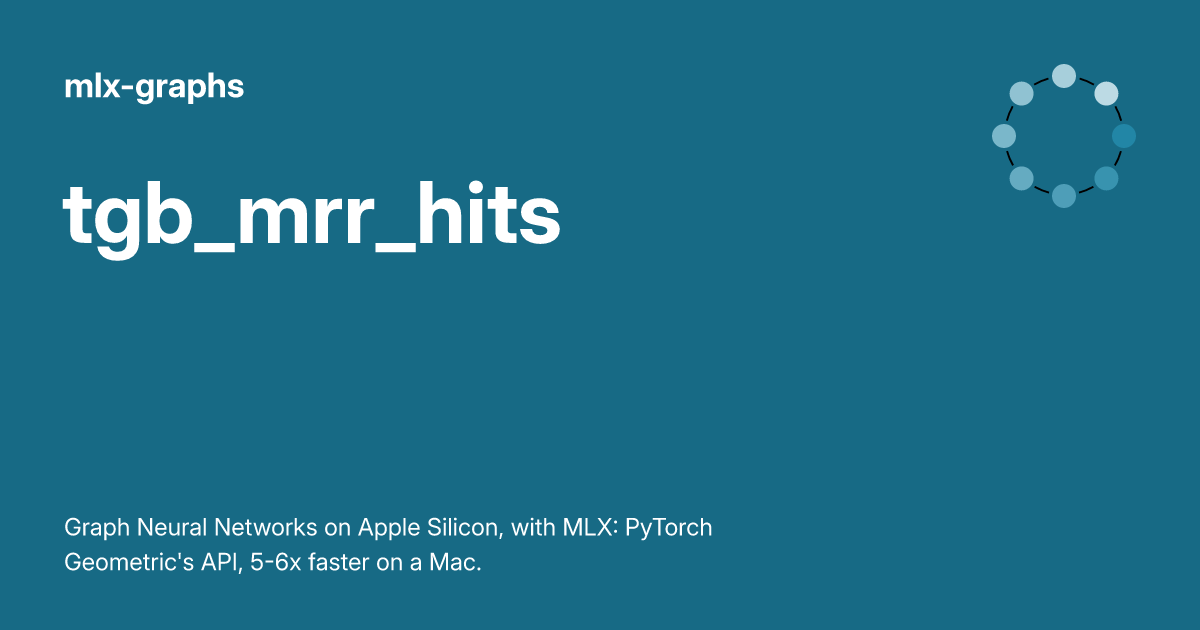 mlx-graphs
tgb_mrr_hits
Graph Neural Networks on Apple Silicon, with MLX: PyTorch
Geometric's API, 5-6x faster on a Mac.